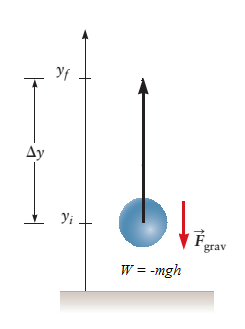 y_f
Δy
y_i
F⃗_grav
W = -mgh